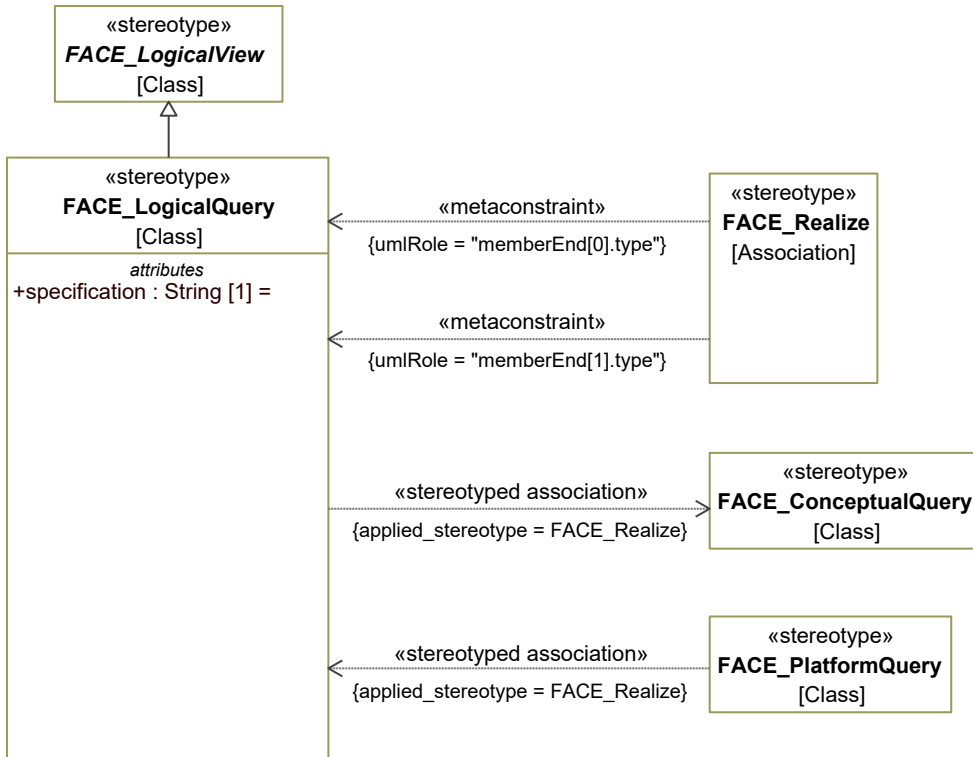 «stereotype»
FACE_LogicalView
[Class]
«stereotype»
FACE_LogicalQuery
[Class]
attributes
+specification : String [1] =
«metaconstraint»
{umlRole = "memberEnd[0].type"}
«metaconstraint»
{umlRole = "memberEnd[1].type"}
«stereotype»
FACE_Realize
[Association]
«stereotyped association»
{applied_stereotype = FACE_Realize}
«stereotype»
FACE_ConceptualQuery
[Class]
«stereotyped association»
{applied_stereotype = FACE_Realize}
«stereotype»
FACE_PlatformQuery
[Class]